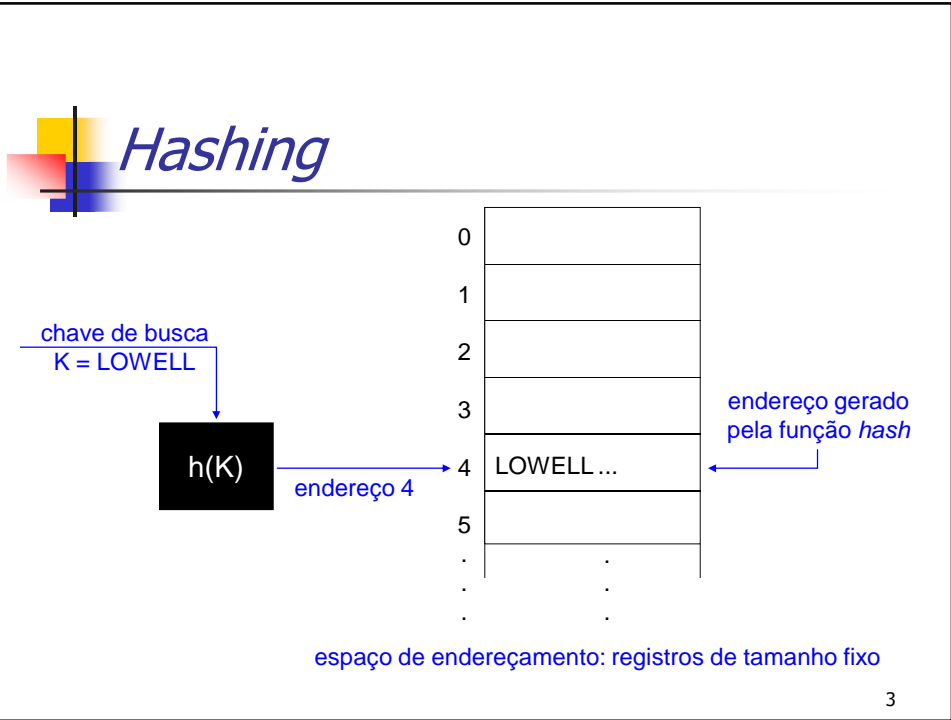 Hashing
chave de busca
K = LOWELL
h(K)
endereço 4
0
1
2
3
4
LOWELL ...
5
endereço gerado
pela função hash
espaço de endereçamento: registros de tamanho fixo
3